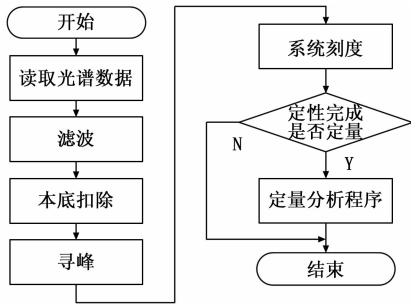 开始
读取光谱数据
滤波
本底扣除
寻峰
系统刻度
定性完成
是否定量
N
Y
定量分析程序
结束